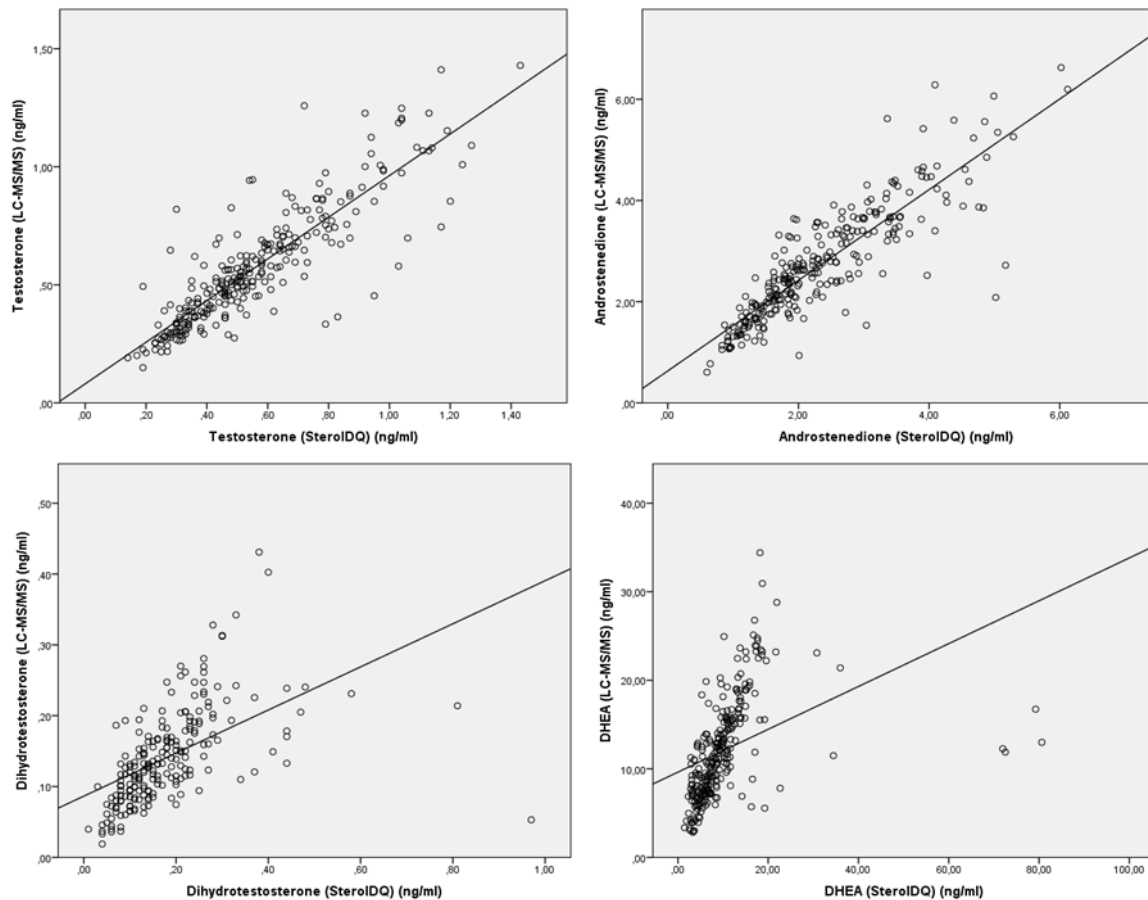 Testosterone (LC-MS/MS) (ng/ml)
1,50
1,00
,50
,00
,00 ,20 ,40 ,60 ,80 1,00 1,20 1,40
Testosterone (SterolDQ) (ng/ml)
Androstenedione (LC-MS/MS) (ng/ml)
6,00
4,00
2,00
,00
,00 2,00 4,00 6,00
Androstenedione (SterolDQ) (ng/ml)
Dihydrotestosterone (LC-MS/MS) (ng/ml)
,50
,40
,30
,20
,10
,00
,00 ,20 ,40 ,60 ,80 1,00
Dihydrotestosterone (SterolDQ) (ng/ml)
DHEA (LC-MS/MS) (ng/ml)
40,00
30,00
20,00
10,00
,00
,00 20,00 40,00 60,00 80,00 100,00
DHEA (SterolDQ) (ng/ml)